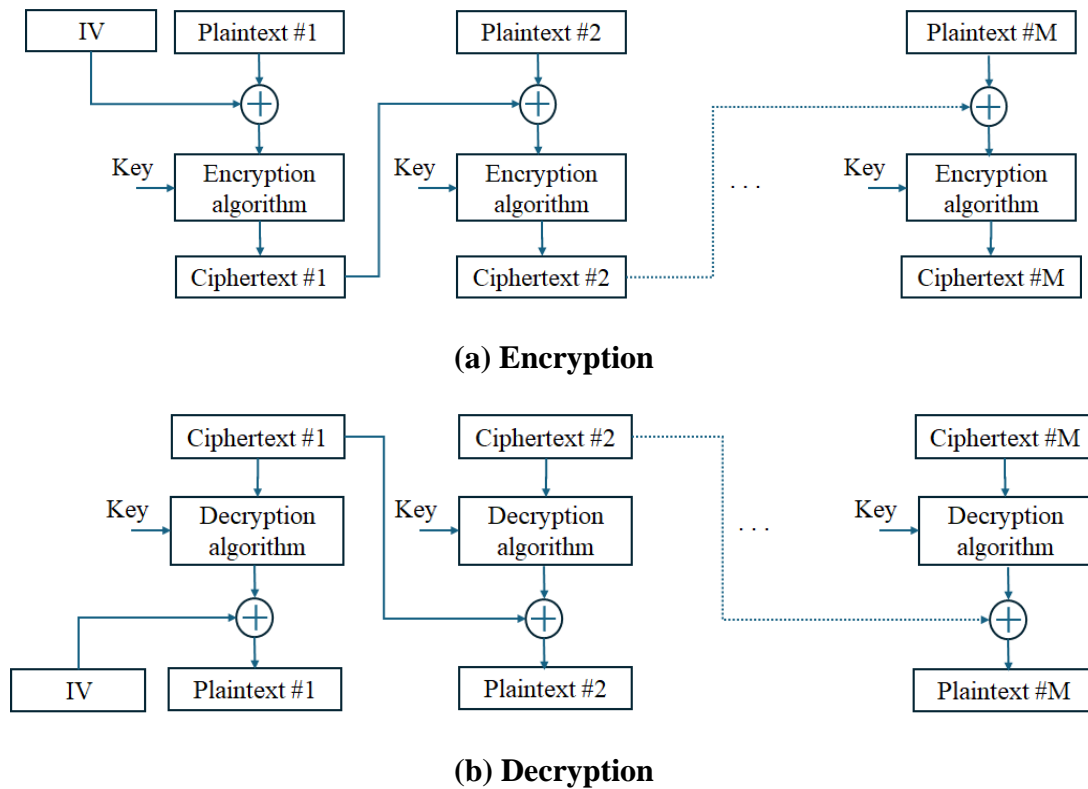 IV
Plaintext #1
Plaintext #2
Plaintext #M
Key
Encryption
algorithm
Key
Encryption
algorithm
. . .
Key
Encryption
algorithm
Ciphertext #1
Ciphertext #2
Ciphertext #M
(a) Encryption
Ciphertext #1
Ciphertext #2
Ciphertext #M
Key
Decryption
algorithm
Key
Decryption
algorithm
. . .
Key
Decryption
algorithm
IV
Plaintext #1
Plaintext #2
Plaintext #M
(b) Decryption